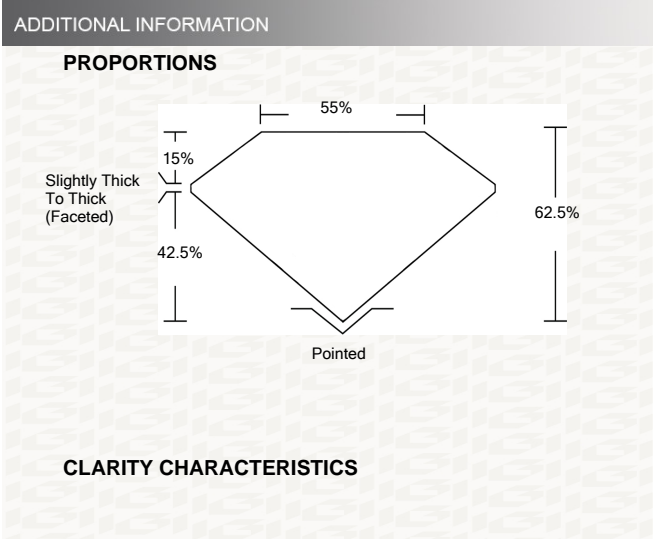 ADDITIONAL INFORMATION
PROPORTIONS
55%
15%
Slightly Thick
To Thick
(Faceted)
62.5%
42.5%
Pointed
CLARITY CHARACTERISTICS